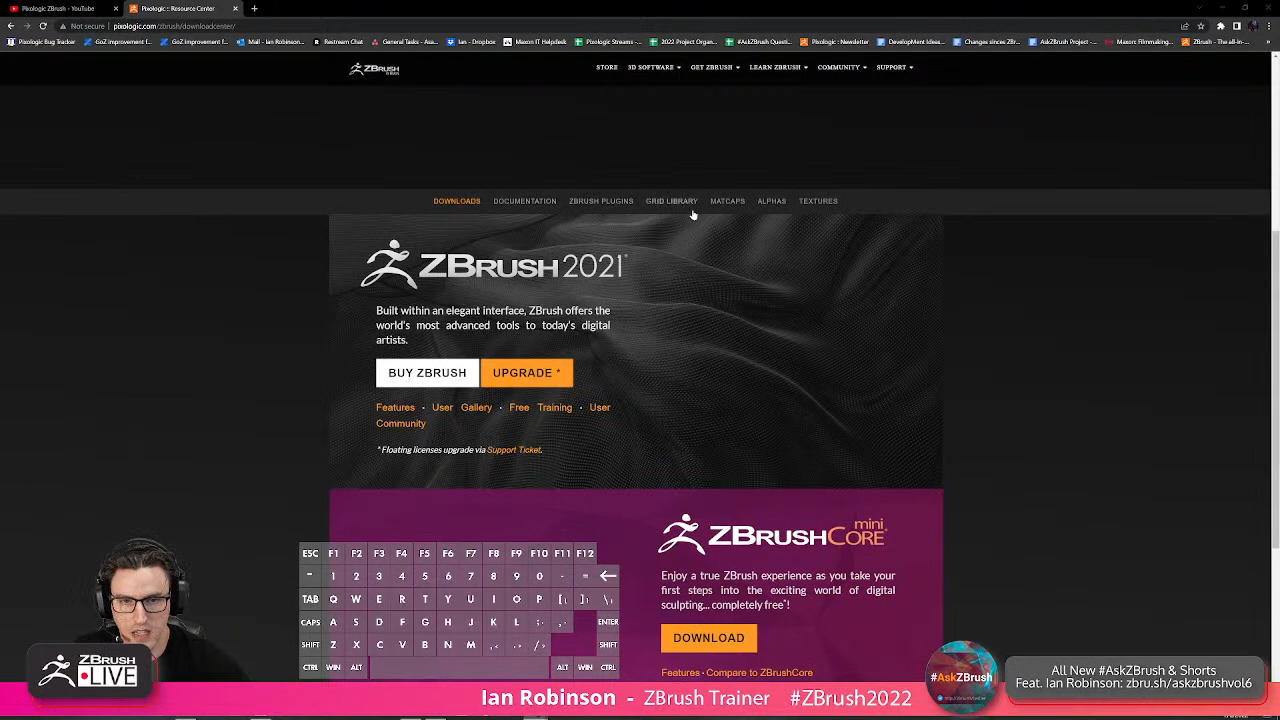 Pixologic ZBrush - YouTube
Pixologic :: Resource Center
Not secure | pixologic.com/zbrush/downloadcenter/
Pixologic Bug Tracker
GoZ Improvement I...
GoZ Improvement f...
Mail - Ian Robinson...
Restream Chat
General Tasks - Asa...
Ian - Dropbox
Maxon IT Helpdesk
Pixologic Streams -...
2022 Project Organ...
#AskZBrush Questi...
Pixologic : Newsletter
DevelopmentIdeas...
Changes sinces ZBr...
AskZBrush Project -...
Maxon: Filmmaking...
ZBrush - The all-in...
ZBRUSH
STORE
3D SOFTWARE
GET ZBRUSH
LEARN ZBRUSH
COMMUNITY
SUPPORT
DOWNLOADS
DOCUMENTATION
ZBRUSH PLUGINS
GRID LIBRARY
MATCAPS
ALPHAS
TEXTURES
ZBRUSH 2021
Built within an elegant interface, ZBrush offers the
world's most advanced tools to today's digital
artists.
BUY ZBRUSH
UPGRADE *
Features · User Gallery · Free Training · User
Community
* Floating licenses upgrade via Support Ticket.
ZBRUSHCORE mini
Enjoy a true ZBrush experience as you take your
first steps into the exciting world of digital
sculpting... completely free*!
DOWNLOAD
Features · Compare to ZBrushCore
ESC F1 F2 F3 F4 F5 F6 F7 F8 F9 F10 F11 F12
~ 1 2 3 4 5 6 7 8 9 0 - = ←
TAB Q W E R T Y U I O P [; ]; \;
CAPS A S D F G H J K L ;. ,. ENTER
SHIFT Z X C V B N M ,< .< /> SHIFT
CTRL WIN ALT ALT WIN CTRL
ZBRUSH
LIVE
Ian Robinson - ZBrush Trainer #ZBrush2022
#AskZBrush
All New #AskZBrush & Shorts
Feat. Ian Robinson: zbru.sh/askzbrushvol6